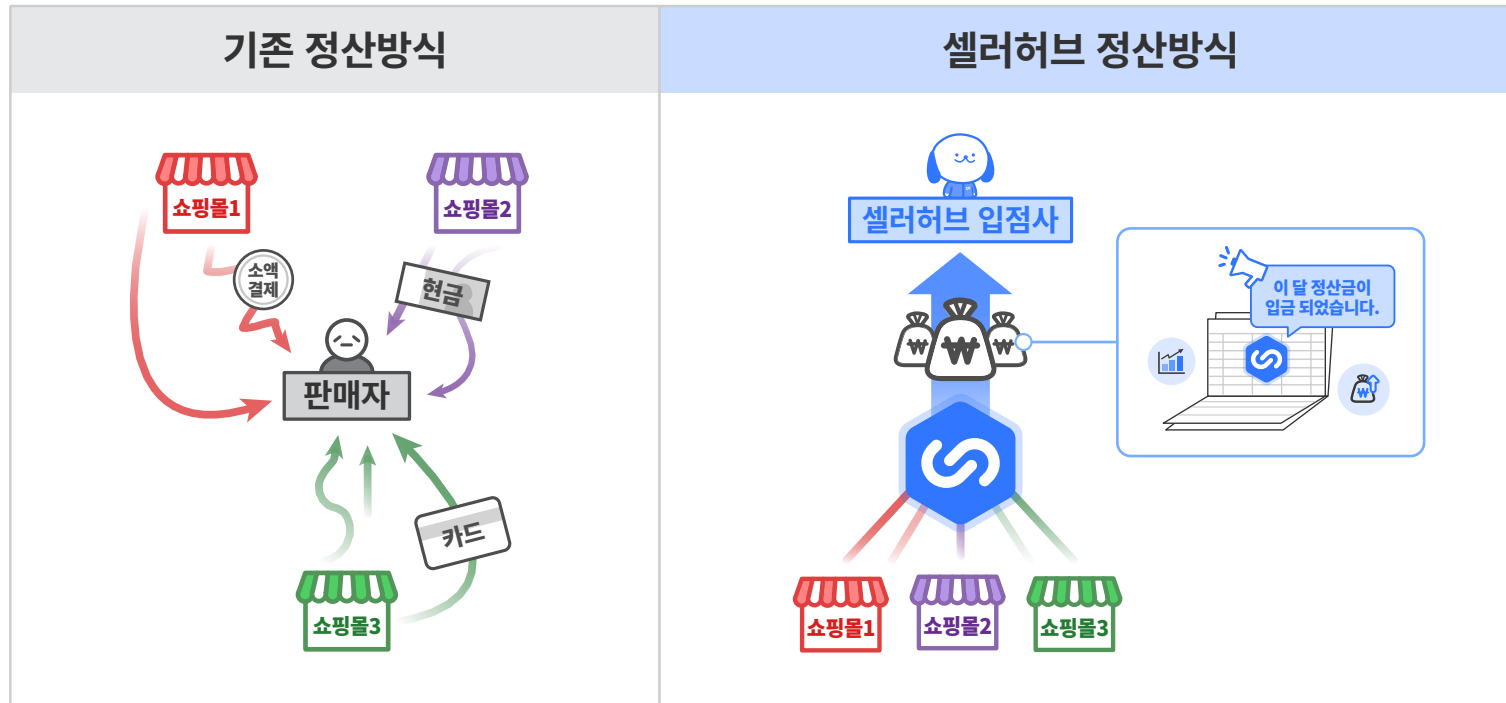 기존 정산방식
셀러허브 정산방식
쇼핑몰1
쇼핑몰2
소액
결제
현금
판매자
카드
쇼핑몰3
셀러허브 입점사
이 달 정산금이
입금 되었습니다.
쇼핑몰1
쇼핑몰2
쇼핑몰3